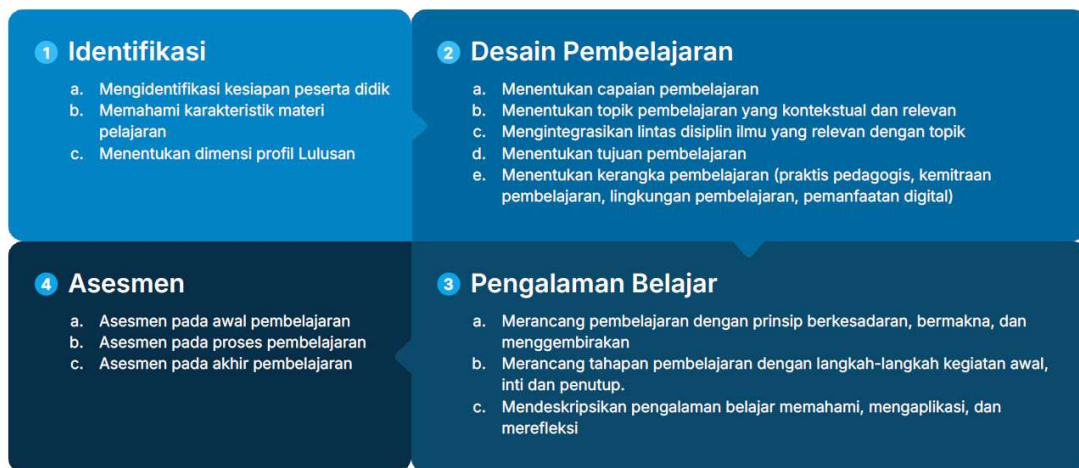 1 Identifikasi
a. Mengidentifikasi kesiapan peserta didik
b. Memahami karakteristik materi
pelajaran
c. Menentukan dimensi profil Lulusan
2 Desain Pembelajaran
a. Menentukan capaian pembelajaran
b. Menentukan topik pembelajaran yang kontekstual dan relevan
c. Mengintegrasikan lintas disiplin ilmu yang relevan dengan topik
d. Menentukan tujuan pembelajaran
e. Menentukan kerangka pembelajaran (praktis pedagogis, kemitraan
pembelajaran, lingkungan pembelajaran, pemanfaatan digital)
3 Pengalaman Belajar
a. Merancang pembelajaran dengan prinsip berkesadaran, bermakna, dan
menggembirakan
b. Merancang tahapan pembelajaran dengan langkah-langkah kegiatan awal,
inti dan penutup.
c. Mendeskripsikan pengalaman belajar memahami, mengaplikasi, dan
merefleksi
4 Asesmen
a. Asesmen pada awal pembelajaran
b. Asesmen pada proses pembelajaran
c. Asesmen pada akhir pembelajaran